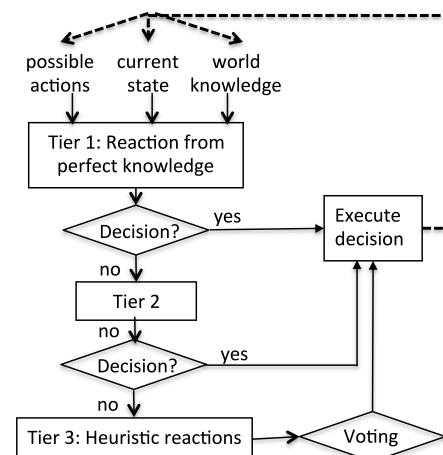 possible
actions
current
state
world
knowledge
Tier 1: Reaction from
perfect knowledge
Decision?
yes
Execute
decision
no
Tier 2
no
Decision?
yes
no
Tier 3: Heuristic reactions
Voting